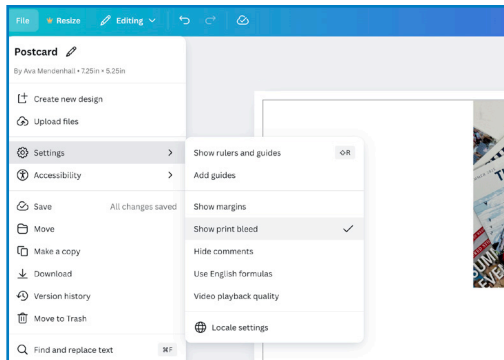 File Resize Editing
Postcard
By Ava Mendenhall • 7.25in × 5.25in
Create new design
Upload files
Settings
Accessibility
Save All changes saved
Move
Make a copy
Download
Version history
Move to Trash
Find and replace text ⌘F
Show rulers and guides ⇧R
Add guides
Show margins
Show print bleed
Hide comments
Use English formulas
Video playback quality
Locale settings